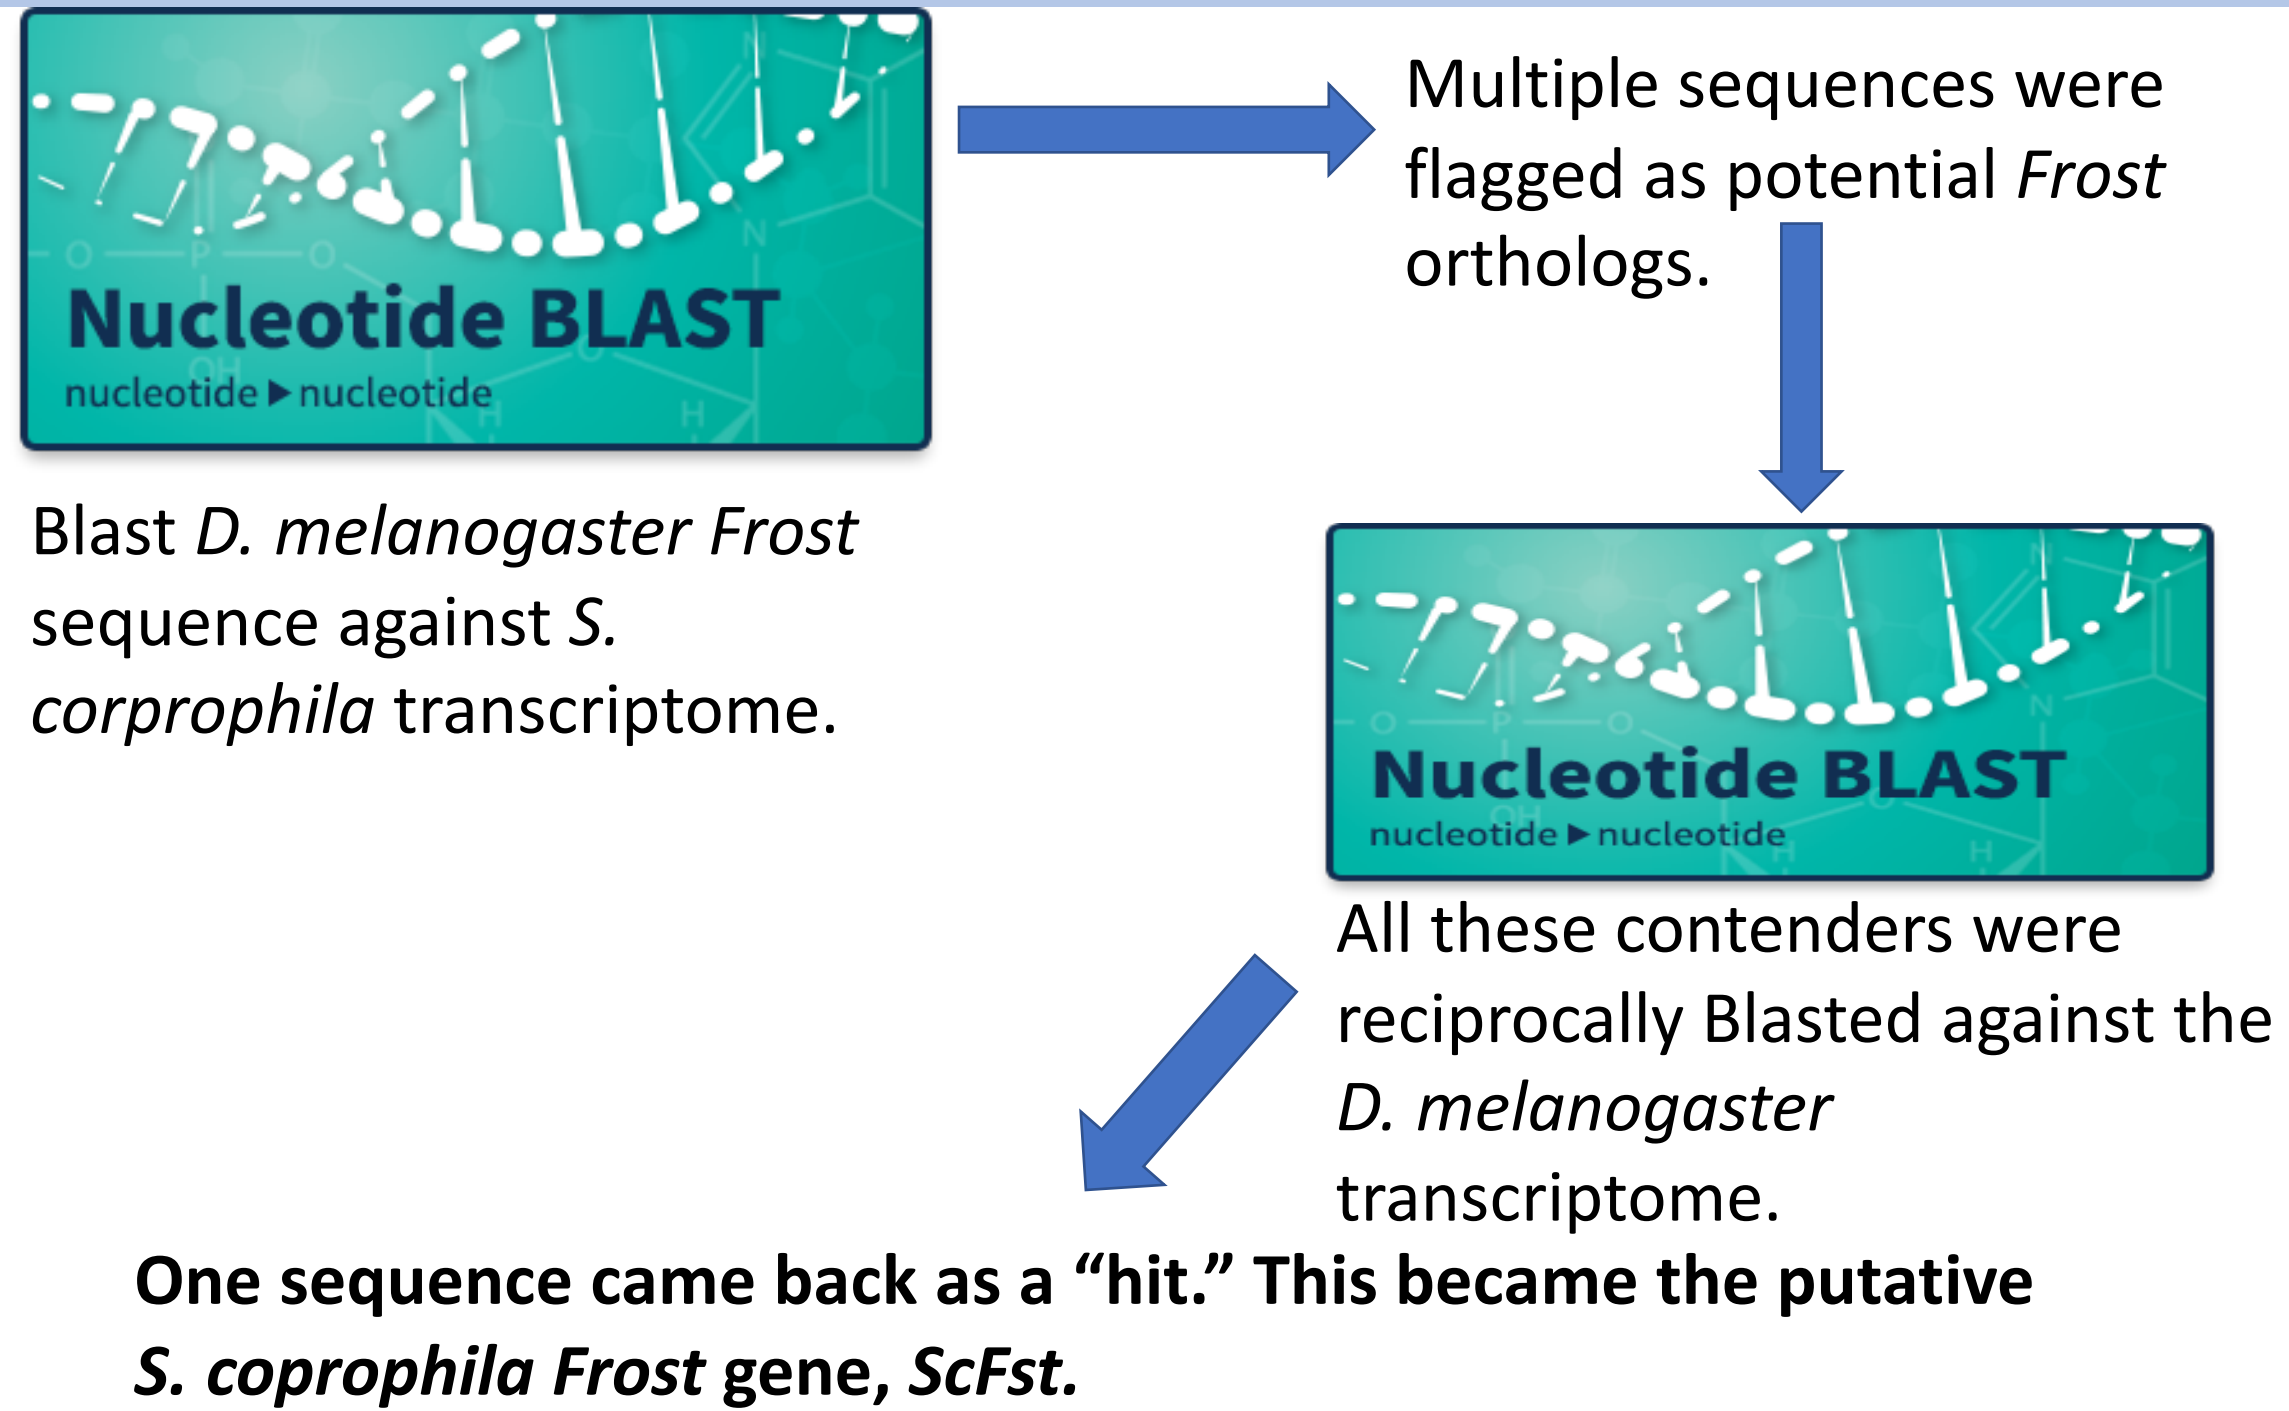 Nucleotide BLAST
nucleotide ▶ nucleotide
Blast D. melanogaster Frost
sequence against S.
corprophila transcriptome.
Multiple sequences were
flagged as potential Frost
orthologs.
Nucleotide BLAST
nucleotide ▶ nucleotide
All these contenders were
reciprocally Blasted against the
D. melanogaster
transcriptome.
One sequence came back as a “hit.” This became the putative
S. coprophila Frost gene, ScFst.